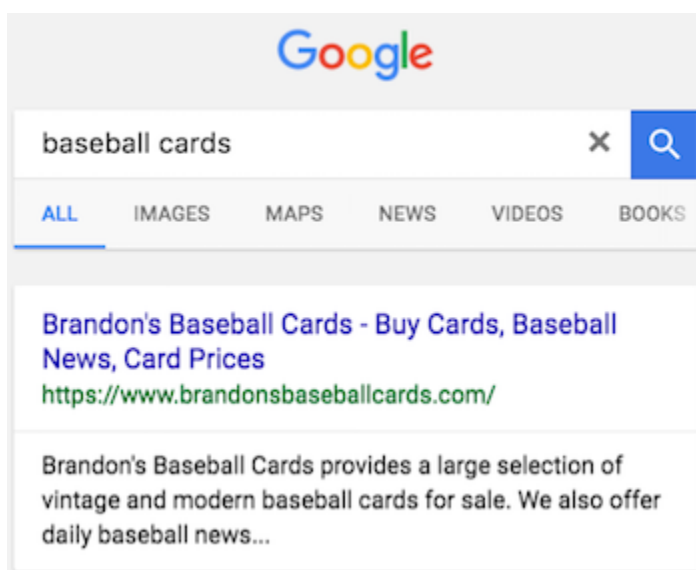 Google
baseball cards
ALL IMAGES MAPS NEWS VIDEOS BOOKS
Brandon's Baseball Cards - Buy Cards, Baseball
News, Card Prices
https://www.brandonsbaseballcards.com/
Brandon's Baseball Cards provides a large selection of
vintage and modern baseball cards for sale. We also offer
daily baseball news...